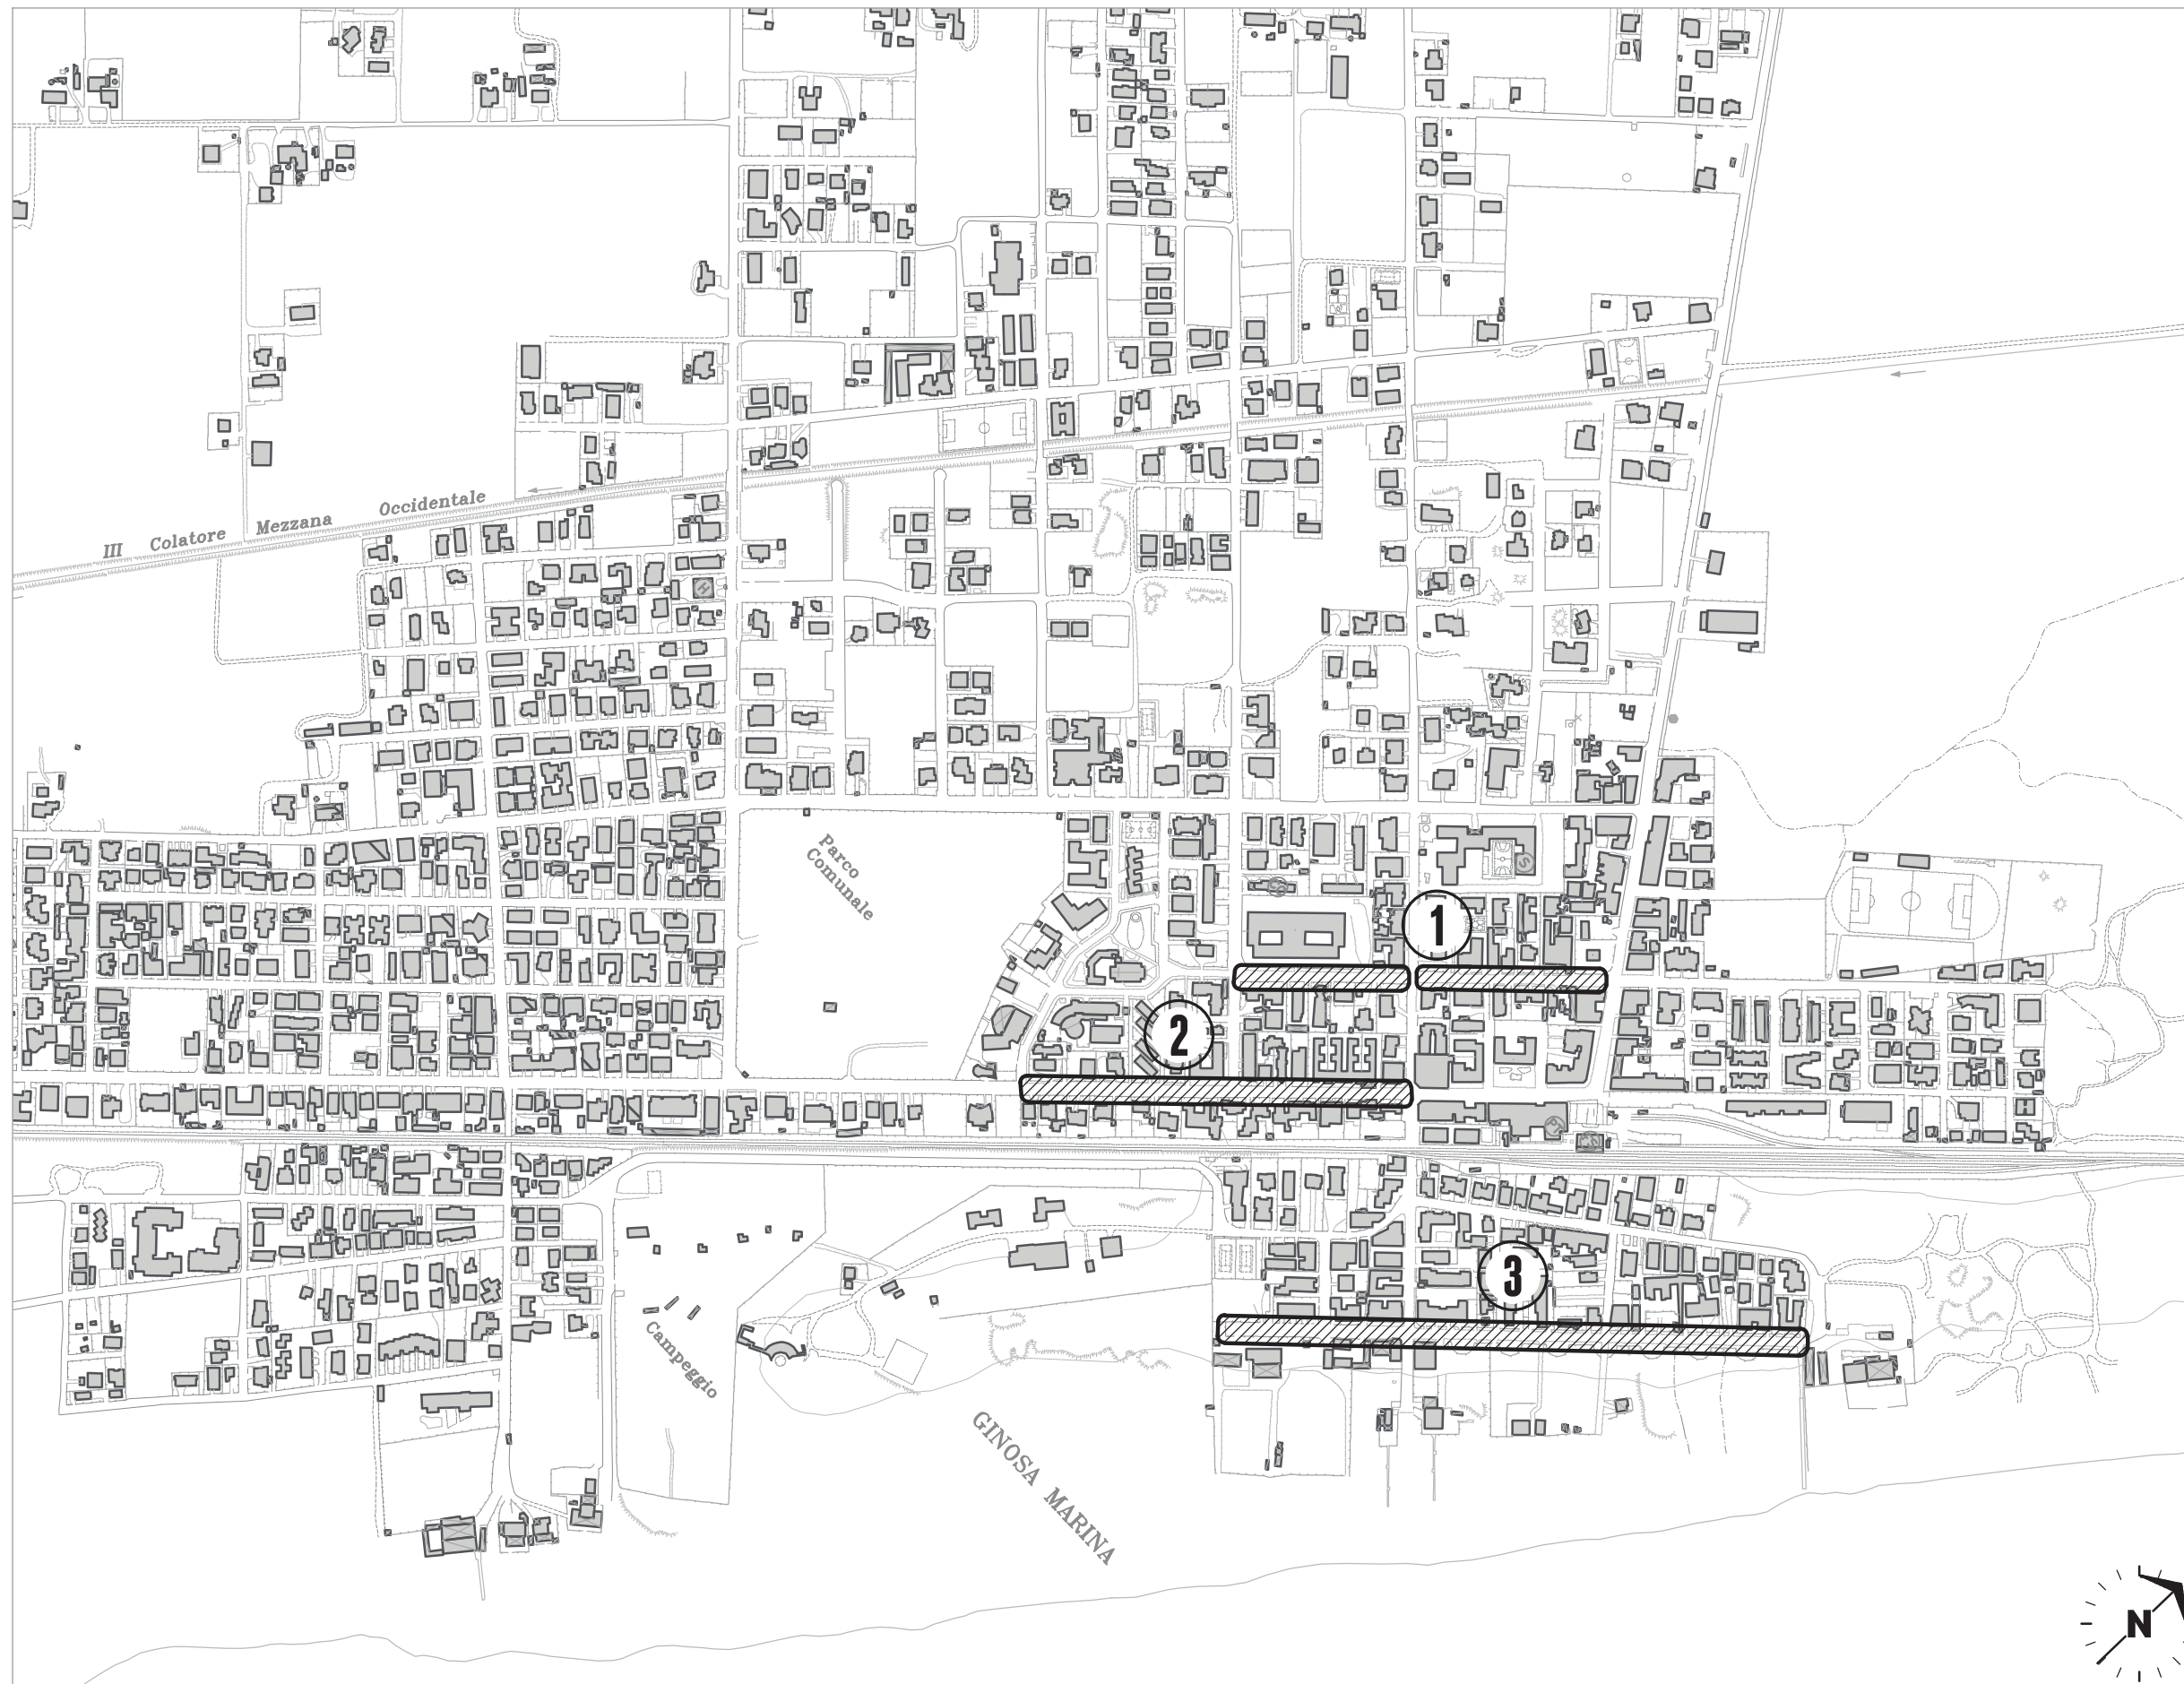 III Colatore Mezzana Occidentale
H
Parco
Comunale
S
1
2
3
Campeggio
GINOSA MARINA
N